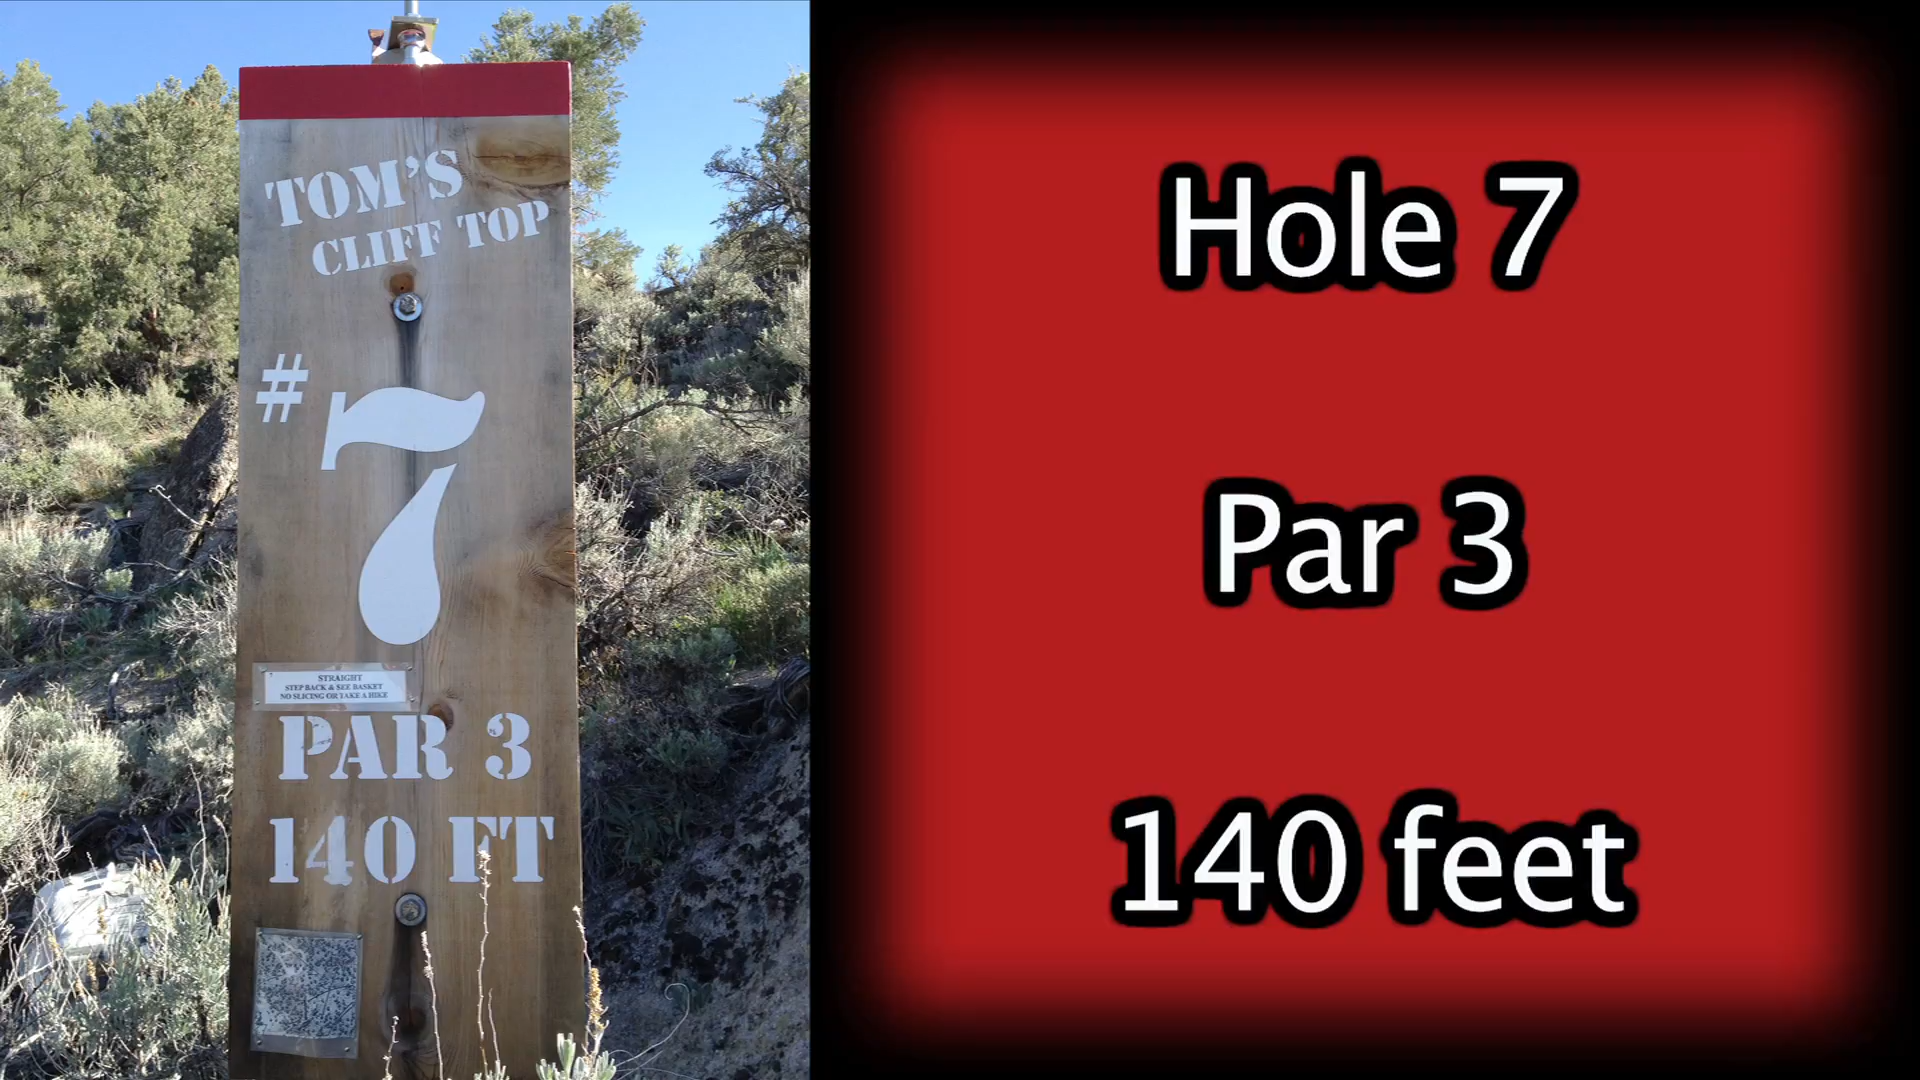 TOM'S
CLIFF TOP
#7
STRAIGHT
STEP BACK & SEE BASKET
NO SLICING OR TAKE A HIKE
PAR 3
140 FT
Hole 7
Par 3
140 feet